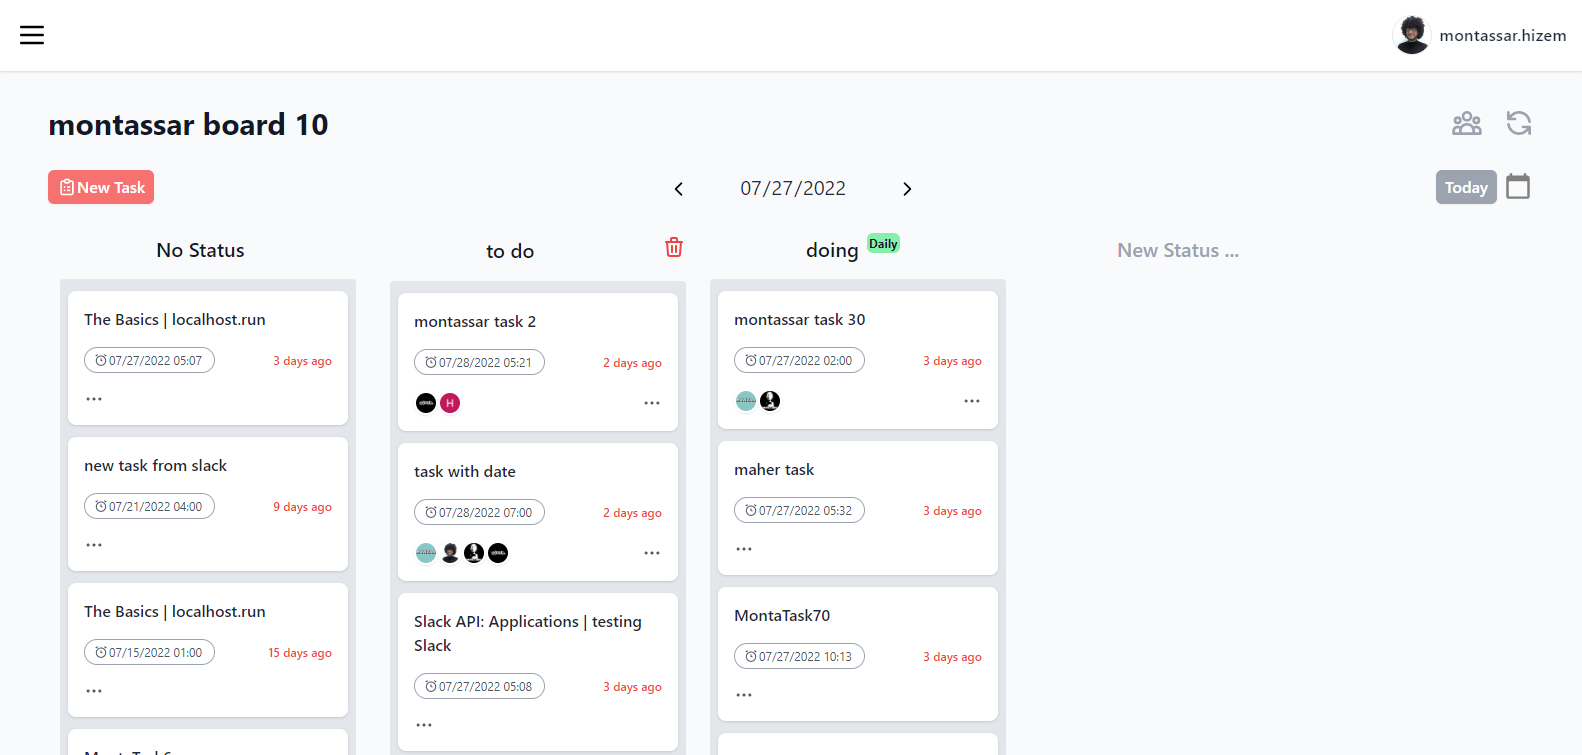 montassar.hizem
montassar board 10
New Task
07/27/2022
Today
No Status
The Basics | localhost.run
07/27/2022 05:07
3 days ago
...
new task from slack
07/21/2022 04:00
9 days ago
...
The Basics | localhost.run
07/15/2022 01:00
15 days ago
...
to do
montassar task 2
07/28/2022 05:21
2 days ago
H
...
task with date
07/28/2022 07:00
2 days ago
...
Slack API: Applications | testing
Slack
07/27/2022 05:08
3 days ago
...
doing
Daily
montassar task 30
07/27/2022 02:00
3 days ago
...
maher task
07/27/2022 05:32
3 days ago
...
MontaTask70
07/27/2022 10:13
3 days ago
...
New Status ...